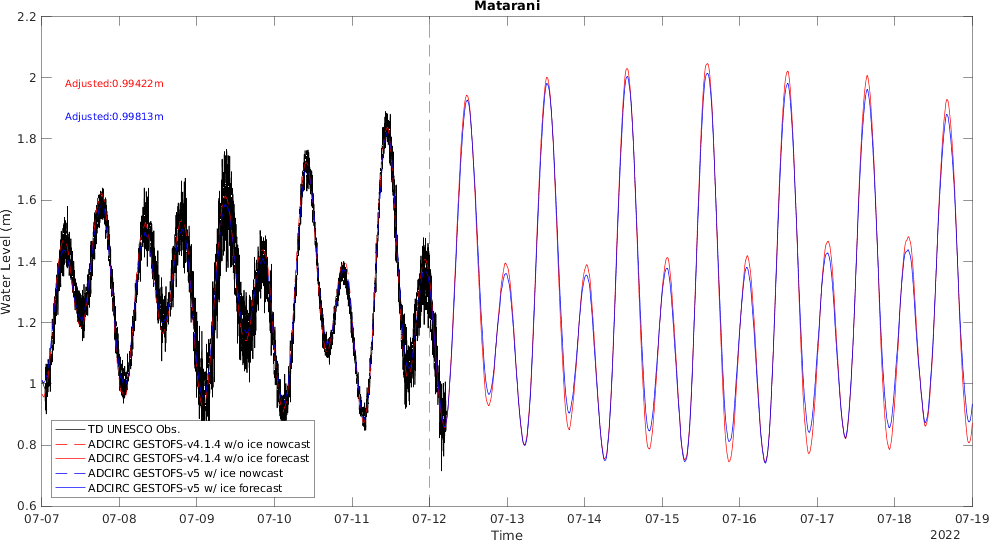 Matarani
2.2
2
1.8
1.6
1.4
1.2
1
0.8
0.6
Water Level (m)
Adjusted:0.99422m
Adjusted:0.99813m
TD UNESCO Obs.
ADCIRC GESTOFS-v4.1.4 w/o ice nowcast
ADCIRC GESTOFS-v4.1.4 w/o ice forecast
ADCIRC GESTOFS-v5 w/ ice nowcast
ADCIRC GESTOFS-v5 w/ ice forecast
07-07 07-08 07-09 07-10 07-11 07-12 07-13 07-14 07-15 07-16 07-17 07-18 07-19
Time
2022